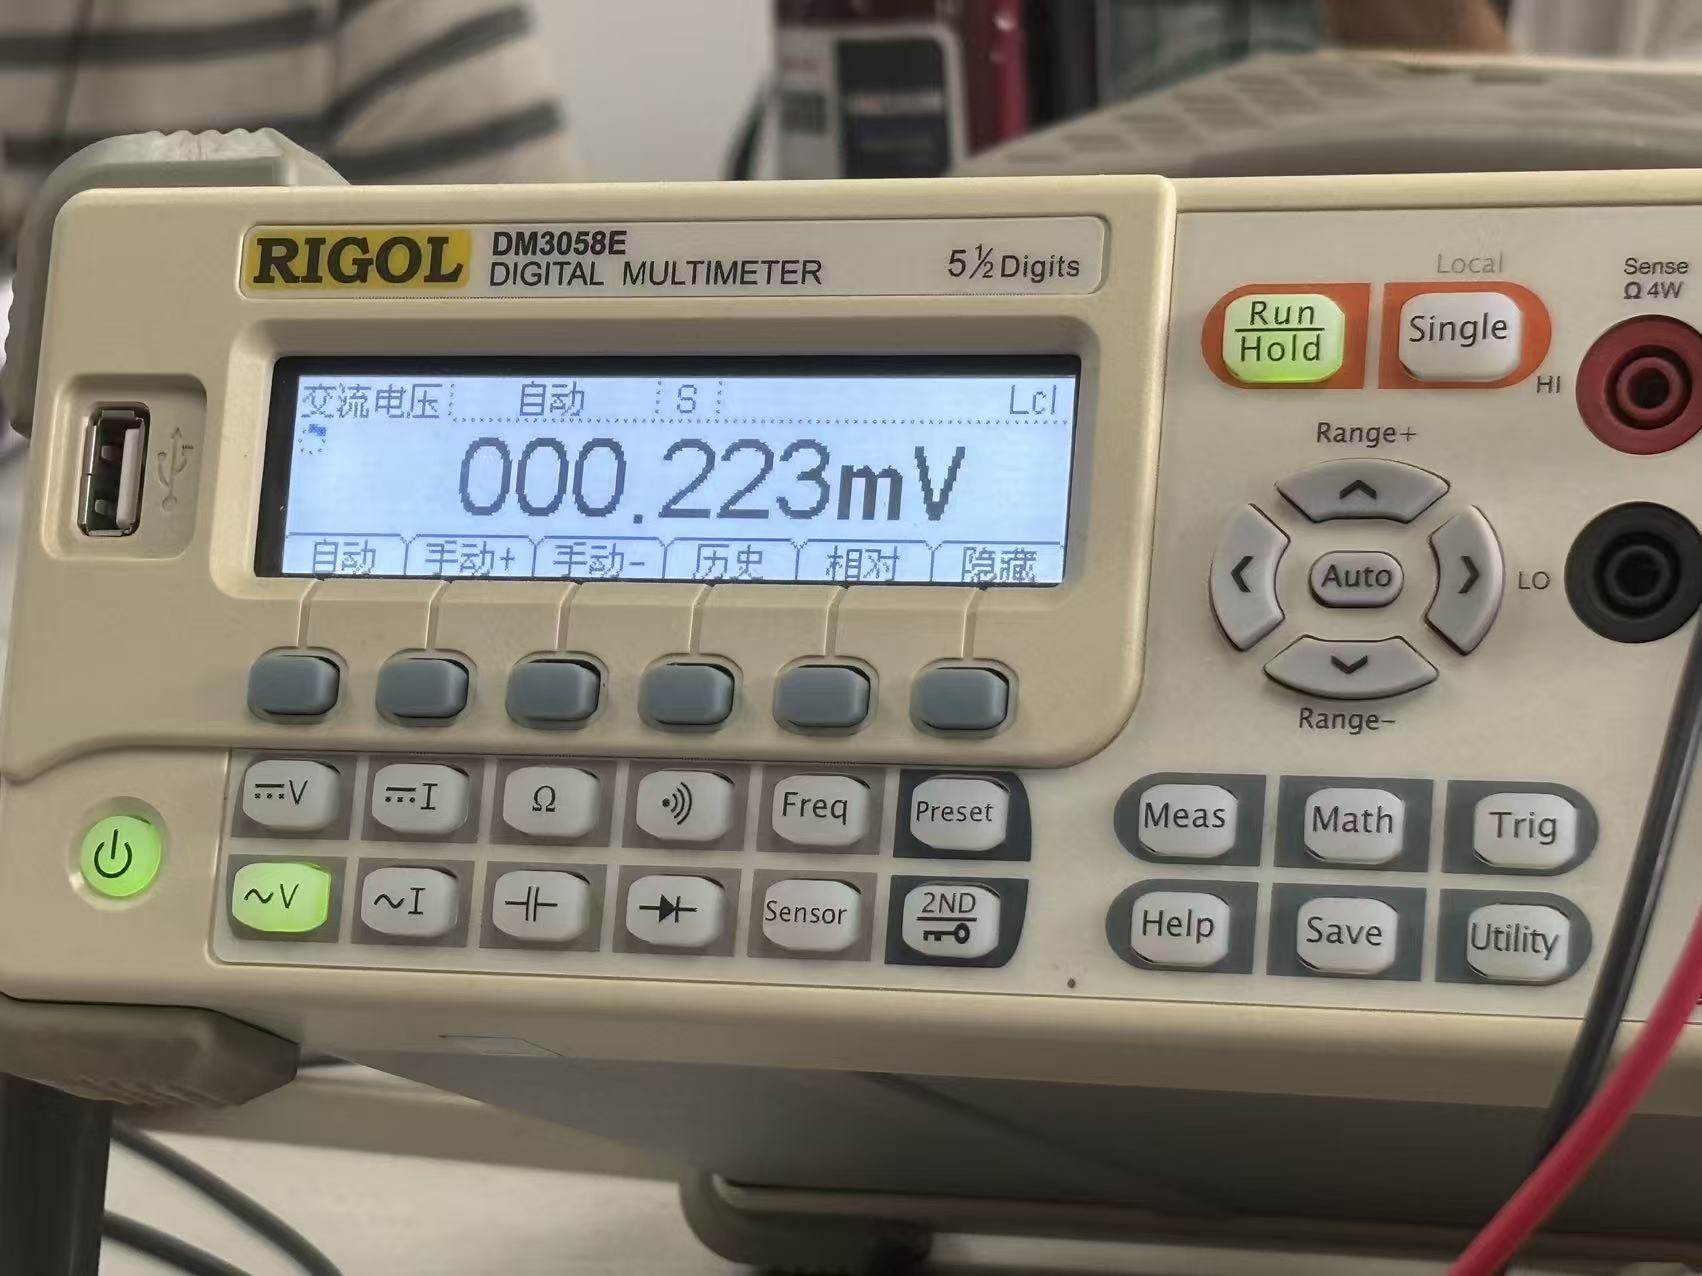 RIGOL DM3058E
DIGITAL MULTIMETER
5½Digits
交流电压 自动 S Lcl
000.223mV
自动 手动+ 手动- 历史 相对 隐藏
Local
Run
Hold
Single
Sense
Ω 4W
HI
Range+
Auto
LO
Range-
V I Ω Freq Preset
~V ~I Sensor 2ND
Meas Math Trig
Help Save Utility